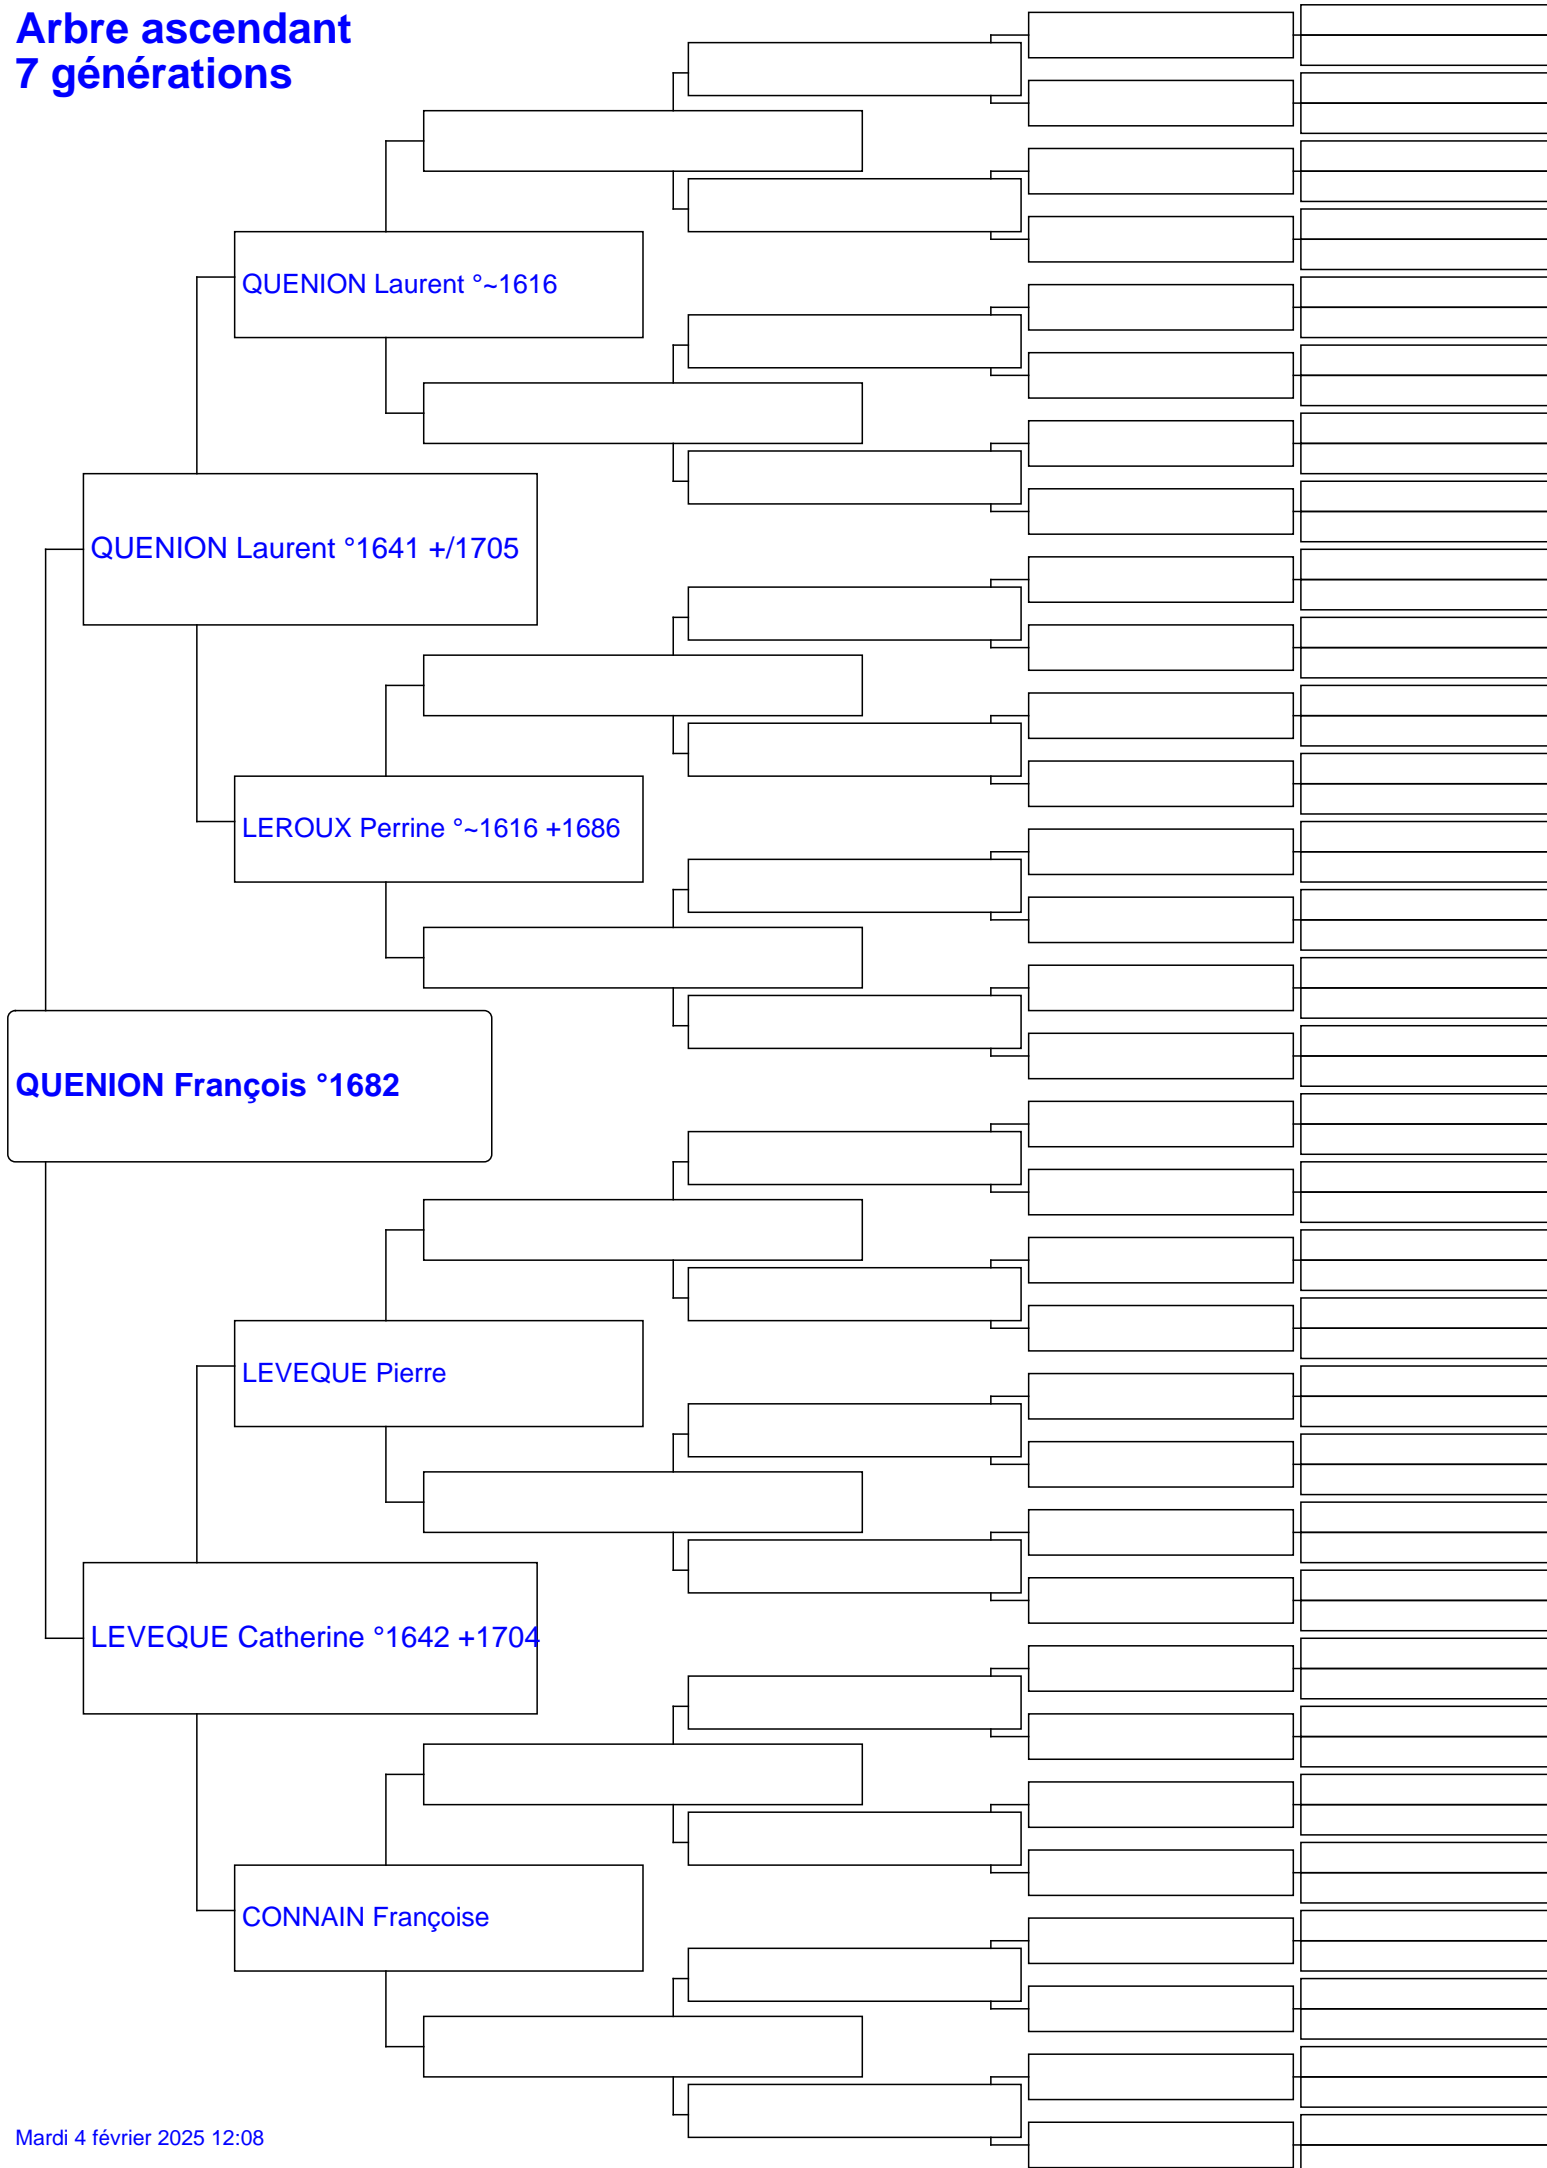 Arbre ascendant
7 générations
QUENION Laurent °~1616
QUENION Laurent °1641 +/1705
LEROUX Perrine °~1616 +1686
QUENION François °1682
LEVEQUE Pierre
LEVEQUE Catherine °1642 +1704
CONNAIN Françoise
Mardi 4 février 2025 12:08